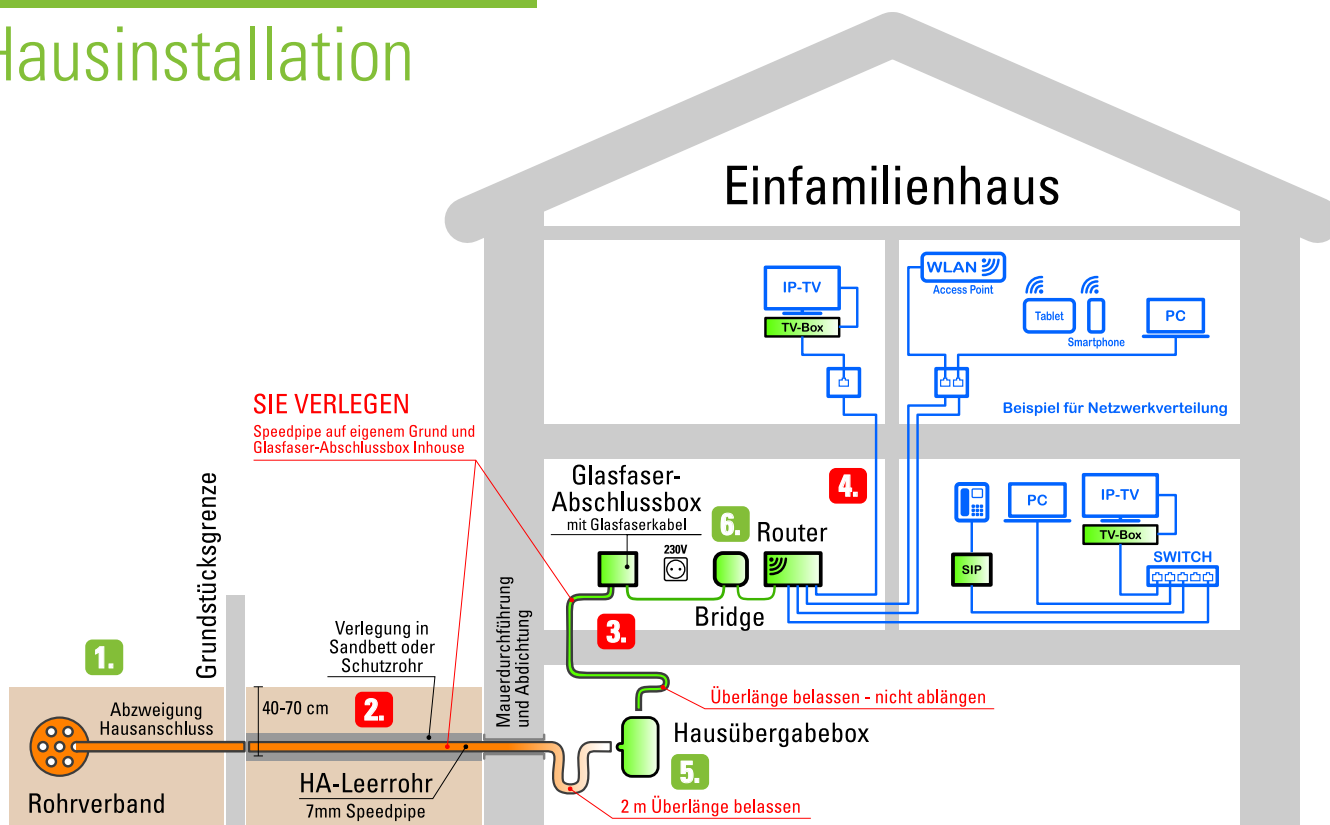 Hausinstallation
Einfamilienhaus
IP-TV
TV-Box
WLAN
Access Point
Tablet
Smartphone
PC
Beispiel für Netzwerkverteilung
SIE VERLEGEN
Speedpipe auf eigenem Grund und
Glasfaser-Abschlussbox Inhouse
Glasfaser-
Abschlussbox
mit Glasfaserkabel
230V
6.
Router
Bridge
4.
PC
IP-TV
TV-Box
SIP
SWITCH
3.
Grundstücksgrenze
1.
Abzweigung
Hausanschluss
Rohrverband
Verlegung in
Sandbett oder
Schutzrohr
40-70 cm
2.
HA-Leerrohr
7mm Speedpipe
Mauerdurchführung
und Abdichtung
Überlänge belassen - nicht ablängen
Hausübergabebox
5.
2 m Überlänge belassen